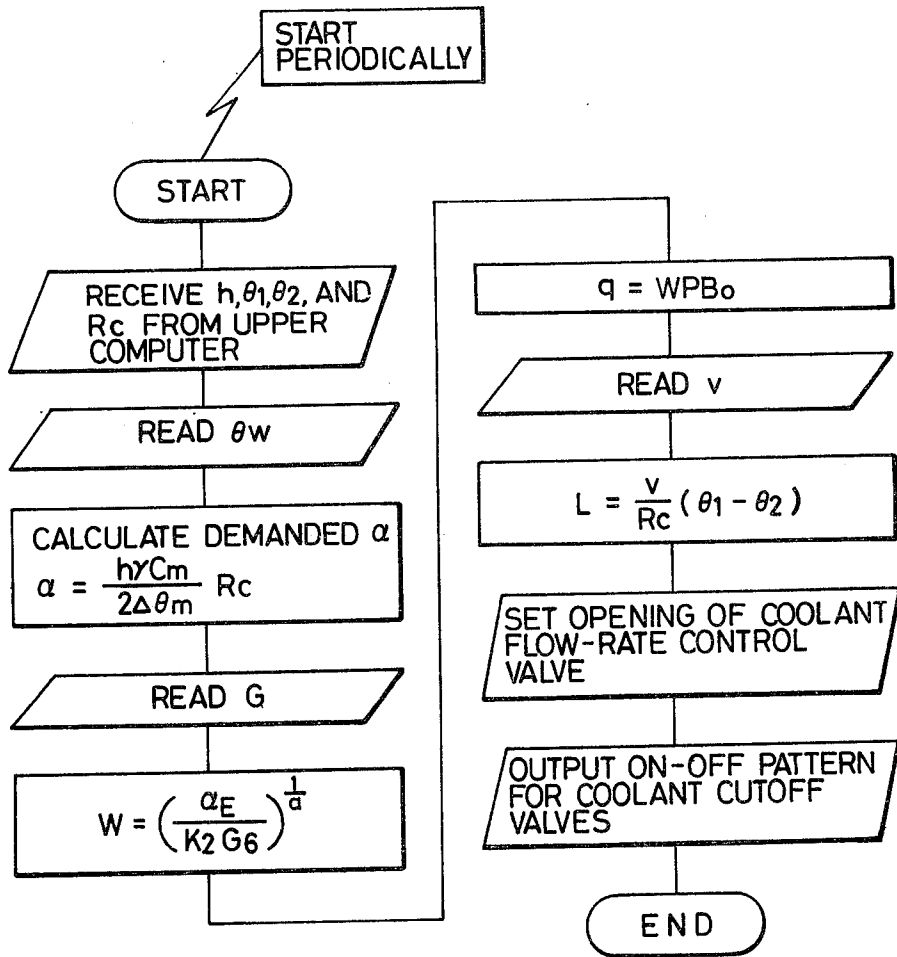 START
PERIODICALLY
START
RECEIVE h,θ1,θ2, AND
Rc FROM UPPER
COMPUTER
READ θw
CALCULATE DEMANDED α
α = hγCm / 2Δθm Rc
READ G
W = (αE / K2 G6)^(1/a)
q = WPBo
READ v
L = v / Rc (θ1 - θ2)
SET OPENING OF COOLANT
FLOW-RATE CONTROL
VALVE
OUTPUT ON-OFF PATTERN
FOR COOLANT CUTOFF
VALVES
END